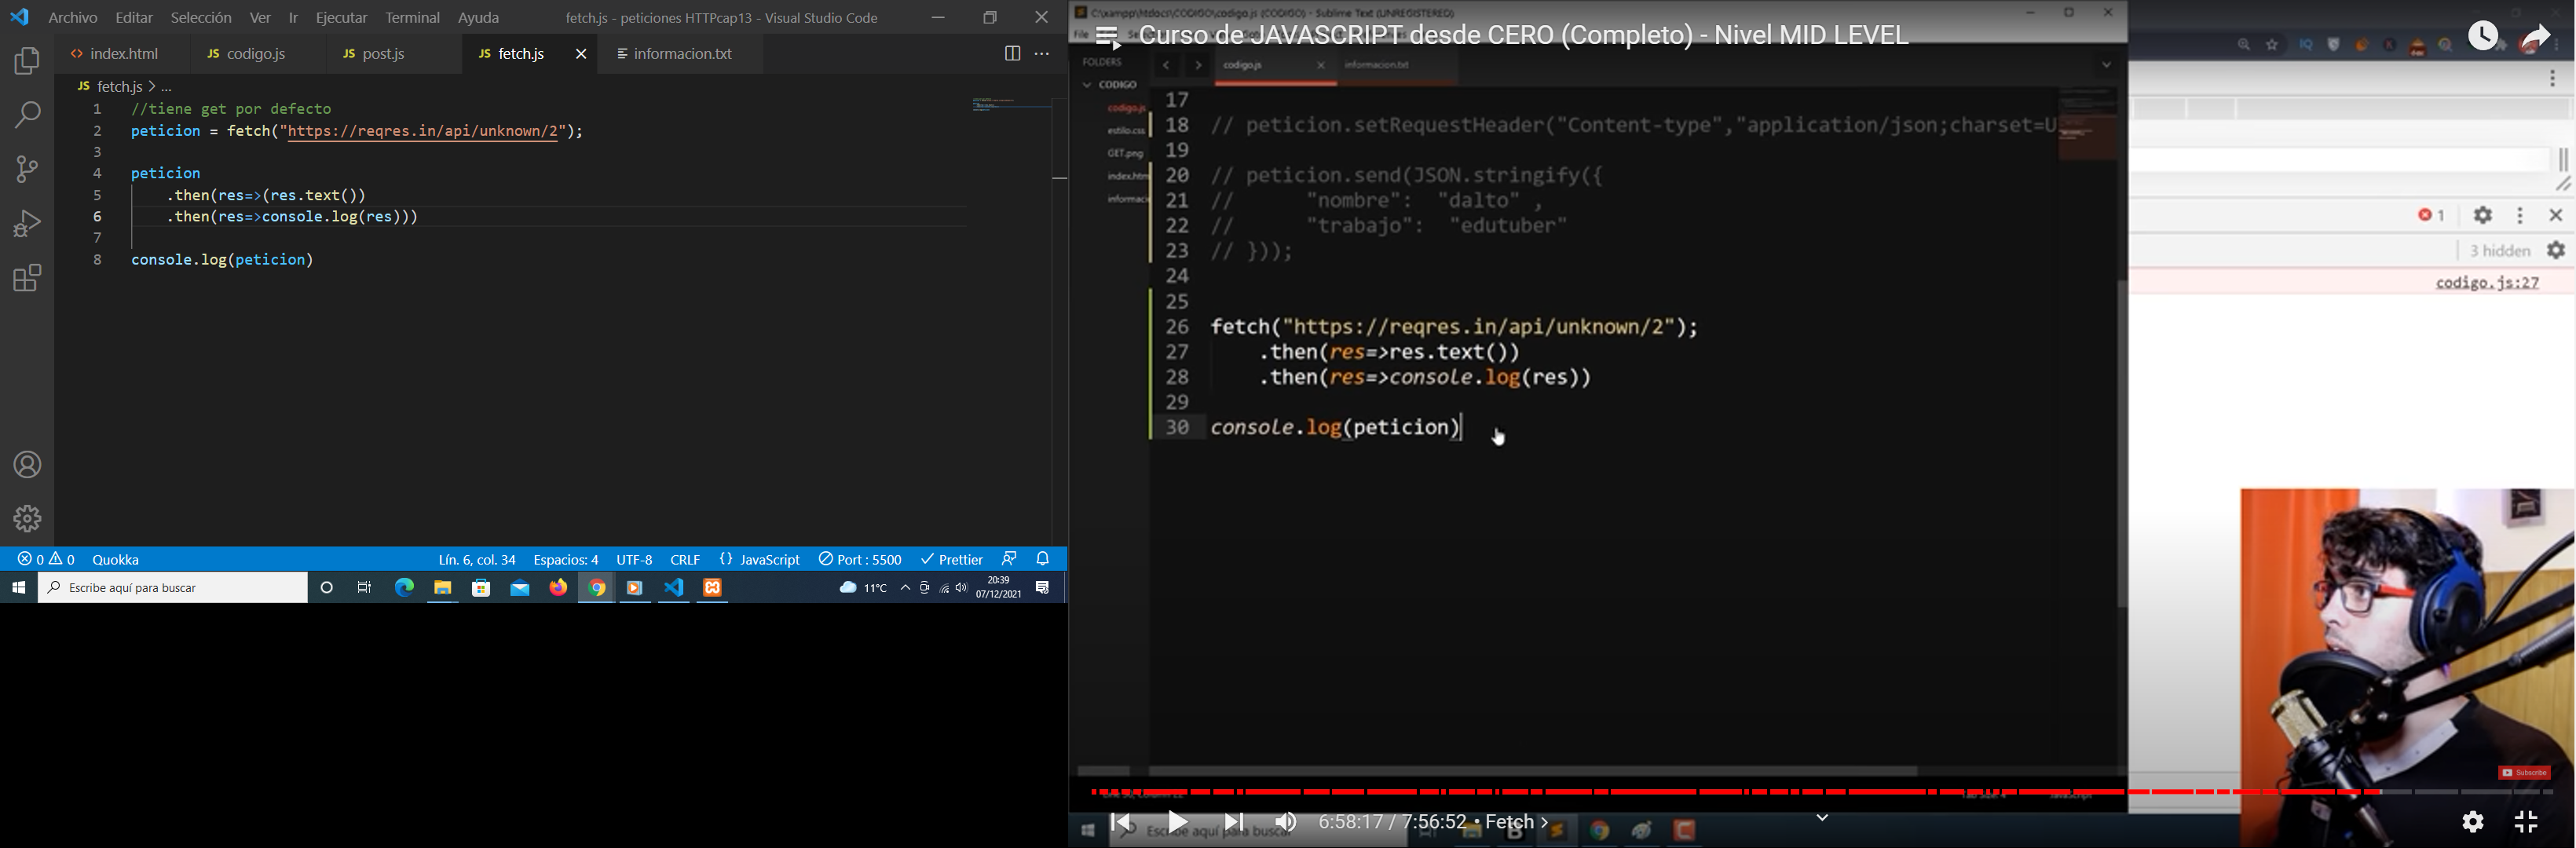 Archivo Editar Selección Ver Ir Ejecutar Terminal Ayuda
fetch.js - peticiones HTTPcap13 - Visual Studio Code
index.html
JS codigo.js
JS post.js
JS fetch.js
informacion.txt
JS fetch.js > ...
1 //tiene get por defecto
2 peticion = fetch("https://reqres.in/api/unknown/2");
3
4 peticion
5 .then(res=>(res.text())
6 .then(res=>console.log(res)))
7
8 console.log(peticion)
0 0 Quokka
Lín. 6, col. 34 Espacios: 4 UTF-8 CRLF {} JavaScript Port : 5500 Prettier
Escribe aquí para buscar
11°C
20:39
07/12/2021
C:\xampp\htdocs\CODIGO\codigo.js (CODIGO) - Sublime Text (UNREGISTERED)
Curso de JAVASCRIPT desde CERO (Completo) - Nivel MID LEVEL
FOLDERS
CODIGO
codigo.js
estilo.css
GET.png
index.htm
informaci
codigo.js
informacion.txt
17
18 // peticion.setRequestHeader("Content-type","application/json;charset=U
19
20 // peticion.send(JSON.stringify({
21 // "nombre": "dalto" ,
22 // "trabajo": "edutuber"
23 // }));
24
25
26 fetch("https://reqres.in/api/unknown/2");
27 .then(res=>res.text())
28 .then(res=>console.log(res))
29
30 console.log(peticion)
1
3 hidden
codigo.js:27
Subscribe
6:58:17 / 7:56:52 • Fetch >
Escribe aquí para buscar